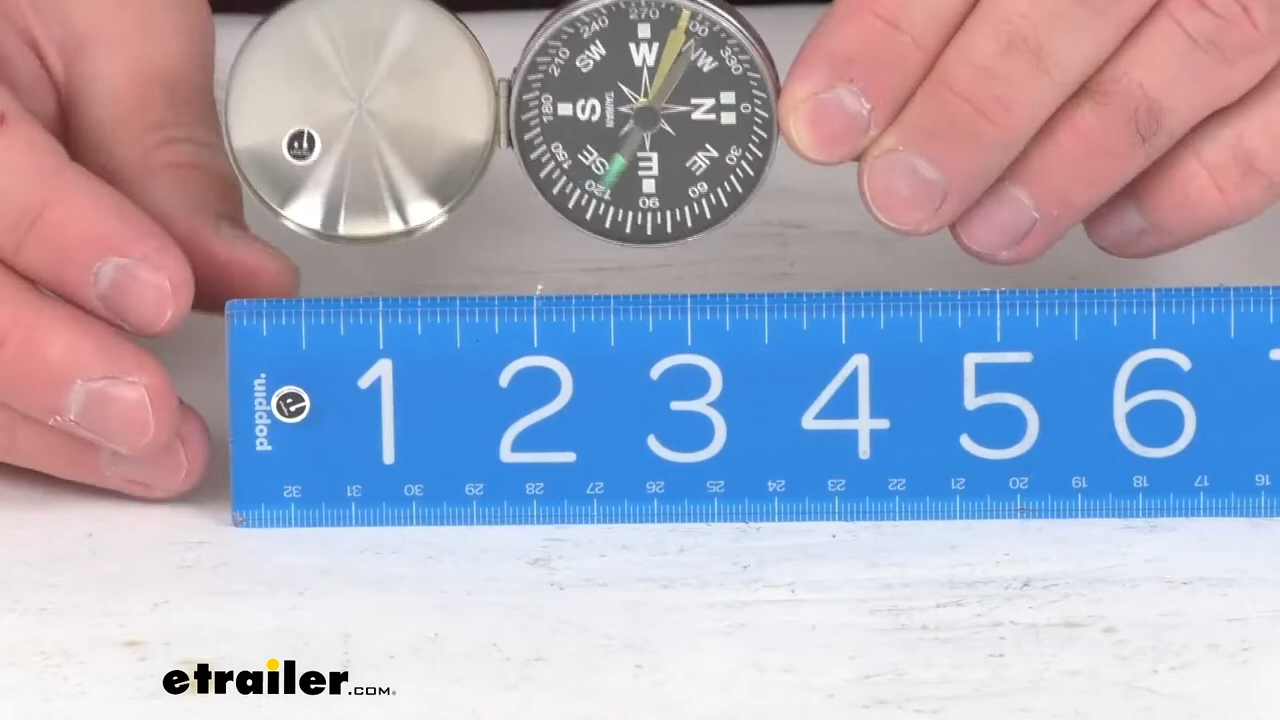 270
240 300
210 SW W NW 330
180 S TAIWAN N 0
150 SE E NE 30
120 90 60
poppin.
1 2 3 4 5 6
32 31 30 29 28 27 26 25 24 23 22 21 20 19 18 17 16
etrailer.COM